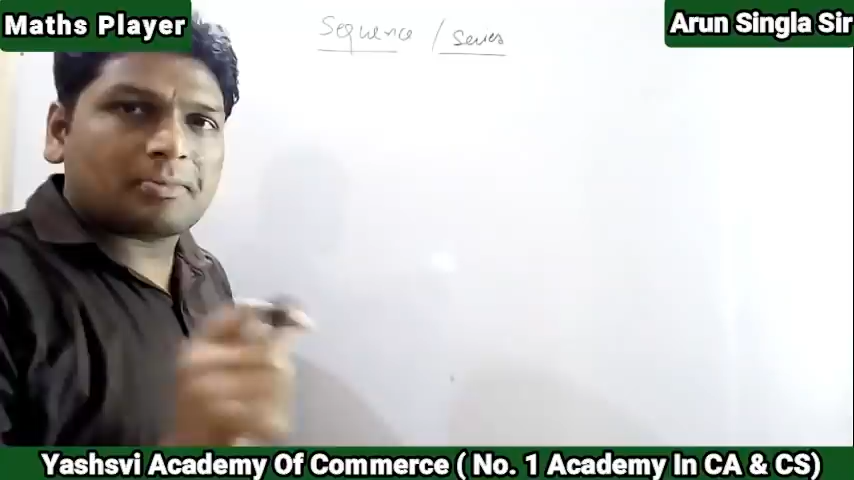 Maths Player
Arun Singla Sir
Sequence / Series
Yashsvi Academy Of Commerce ( No. 1 Academy In CA & CS)